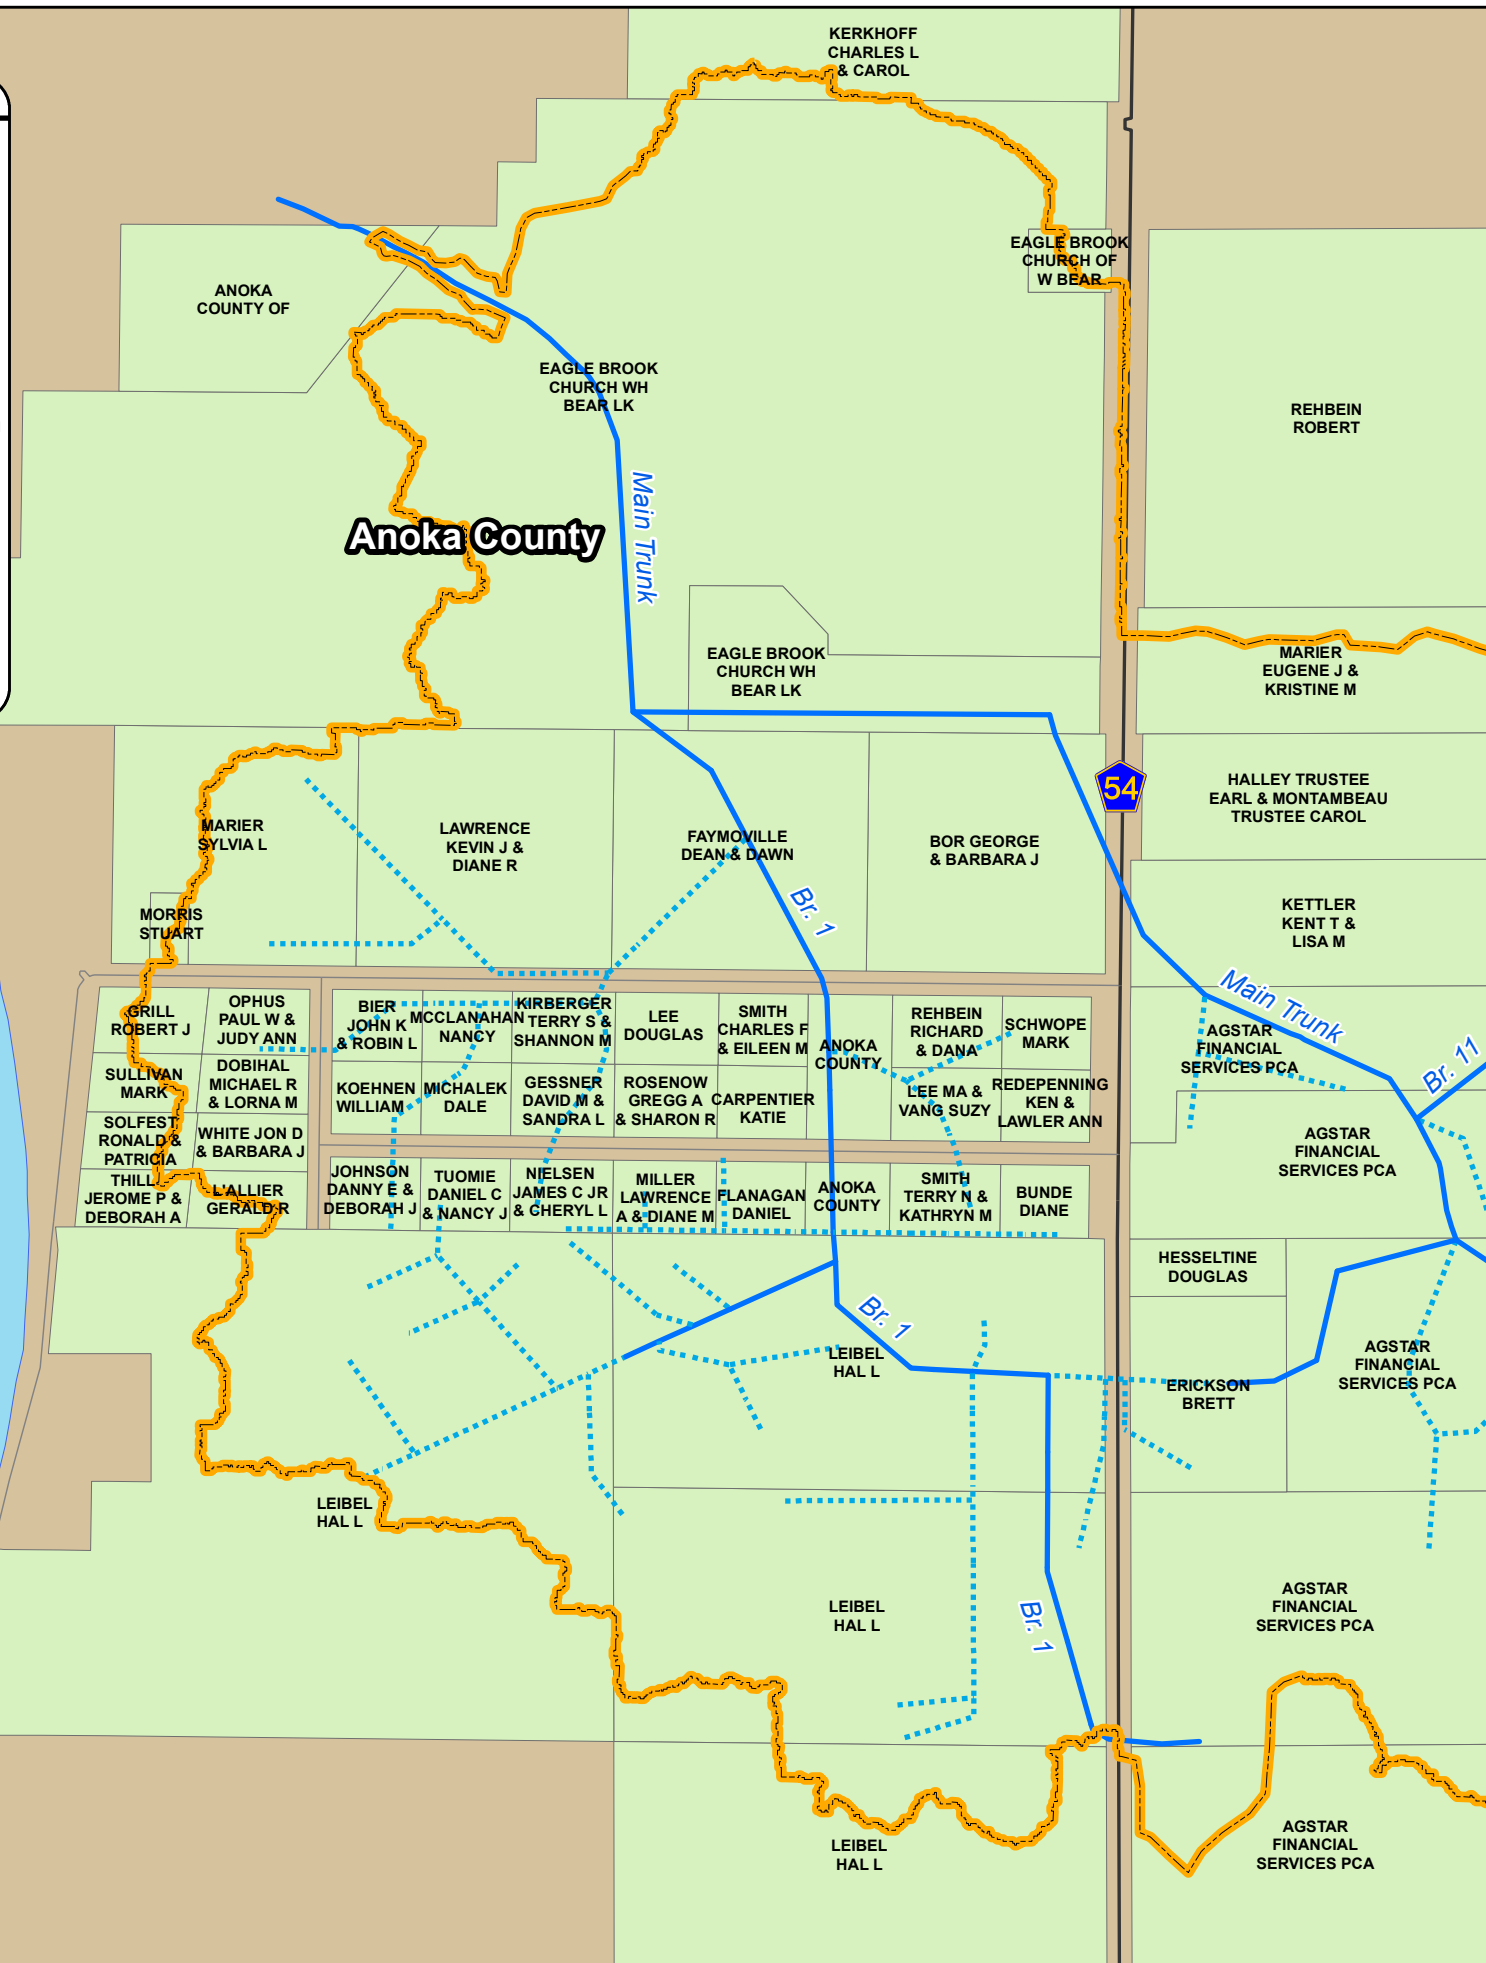 KERKHOFF
CHARLES L
& CAROL
EAGLE BROOK
CHURCH OF
W BEAR
ANOKA
COUNTY OF
EAGLE BROOK
CHURCH WH
BEAR LK
REHBEIN
ROBERT
Main Trunk
Anoka County
EAGLE BROOK
CHURCH WH
BEAR LK
MARIER
EUGENE J &
KRISTINE M
54
HALLEY TRUSTEE
EARL & MONTAMBEAU
TRUSTEE CAROL
MARIER
SYLVIA L
LAWRENCE
KEVIN J &
DIANE R
FAYMOVILLE
DEAN & DAWN
BOR GEORGE
& BARBARA J
Br. 1
KETTLER
KENT T &
LISA M
MORRIS
STUART
Main Trunk
GRILL
ROBERT J
OPHUS
PAUL W &
JUDY ANN
BIER
JOHN K
& ROBIN L
MCCLANAHAN
NANCY
KIRBERGER
TERRY S &
SHANNON M
LEE
DOUGLAS
SMITH
CHARLES F
& EILEEN M
ANOKA
COUNTY
REHBEIN
RICHARD
& DANA
SCHWOPE
MARK
AGSTAR
FINANCIAL
SERVICES PCA
Br. 11
SULLIVAN
MARK
DOBIHAL
MICHAEL R
& LORNA M
KOEHNEN
WILLIAM
MICHALEK
DALE
GESSNER
DAVID M &
SANDRA L
ROSENOW
GREGG A
& SHARON R
CARPENTIER
KATIE
LEE MA &
VANG SUZY
REDEPENNING
KEN &
LAWLER ANN
SOLFEST
RONALD &
PATRICIA
WHITE JON D
& BARBARA J
AGSTAR
FINANCIAL
SERVICES PCA
THILL
JEROME P &
DEBORAH A
L'ALLIER
GERALD R
JOHNSON
DANNY E &
DEBORAH J
TUOMIE
DANIEL C
& NANCY J
NIELSEN
JAMES C JR
& CHERYL L
MILLER
LAWRENCE
A & DIANE M
FLANAGAN
DANIEL
ANOKA
COUNTY
SMITH
TERRY N &
KATHRYN M
BUNDE
DIANE
HESSELTINE
DOUGLAS
Br. 1
LEIBEL
HAL L
ERICKSON
BRETT
AGSTAR
FINANCIAL
SERVICES PCA
LEIBEL
HAL L
LEIBEL
HAL L
Br. 1
AGSTAR
FINANCIAL
SERVICES PCA
LEIBEL
HAL L
AGSTAR
FINANCIAL
SERVICES PCA